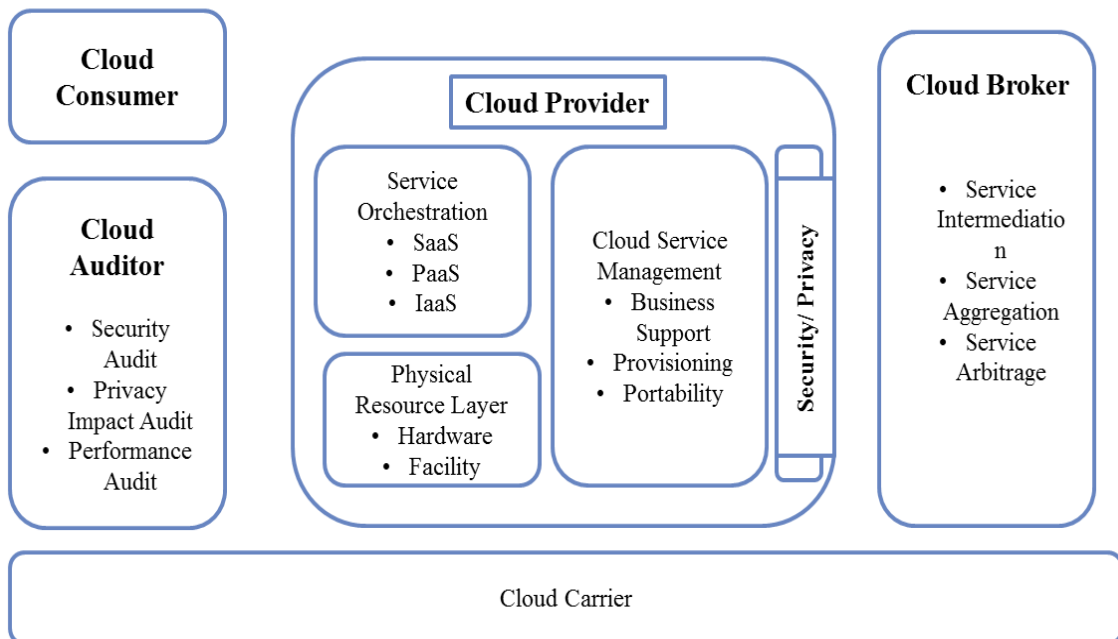 Cloud
Consumer
Cloud
Auditor
• Security
Audit
• Privacy
Impact Audit
• Performance
Audit
Cloud Provider
Service
Orchestration
• SaaS
• PaaS
• IaaS
Physical
Resource Layer
• Hardware
• Facility
Cloud Service
Management
• Business
Support
• Provisioning
• Portability
Security/ Privacy
Cloud Broker
• Service
Intermediatio
n
• Service
Aggregation
• Service
Arbitrage
Cloud Carrier